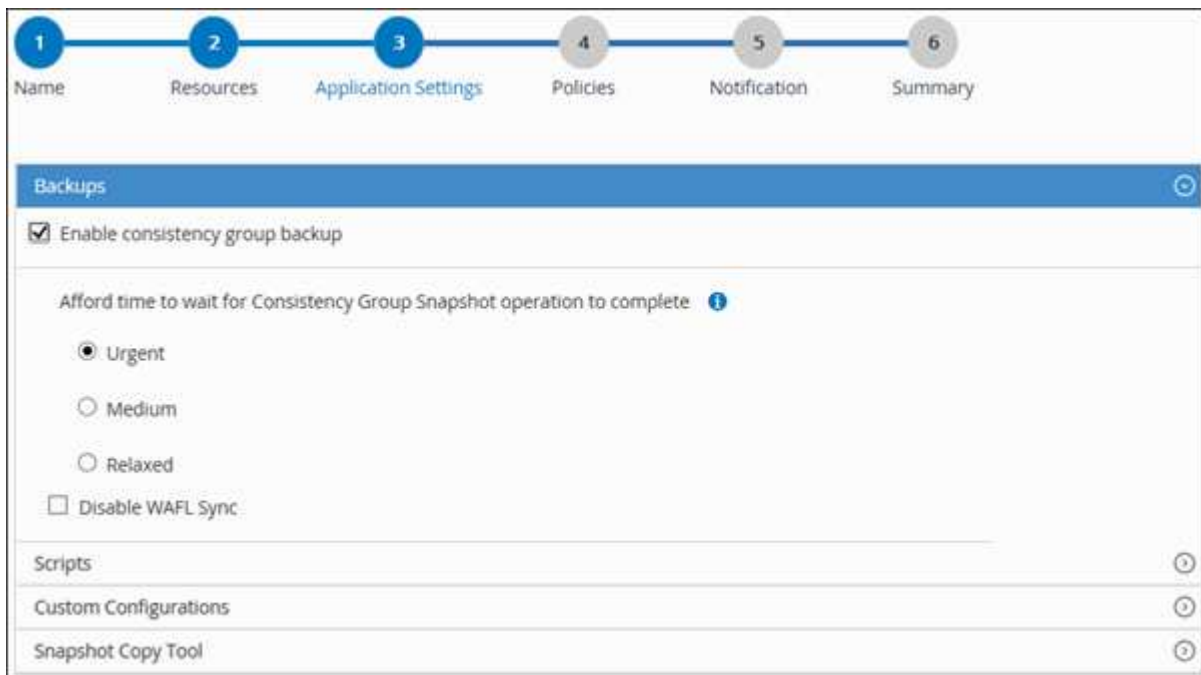 1 2 3 4 5 6
Name Resources Application Settings Policies Notification Summary
Backups
Enable consistency group backup
Afford time to wait for Consistency Group Snapshot operation to complete
Urgent
Medium
Relaxed
Disable WAFL Sync
Scripts
Custom Configurations
Snapshot Copy Tool